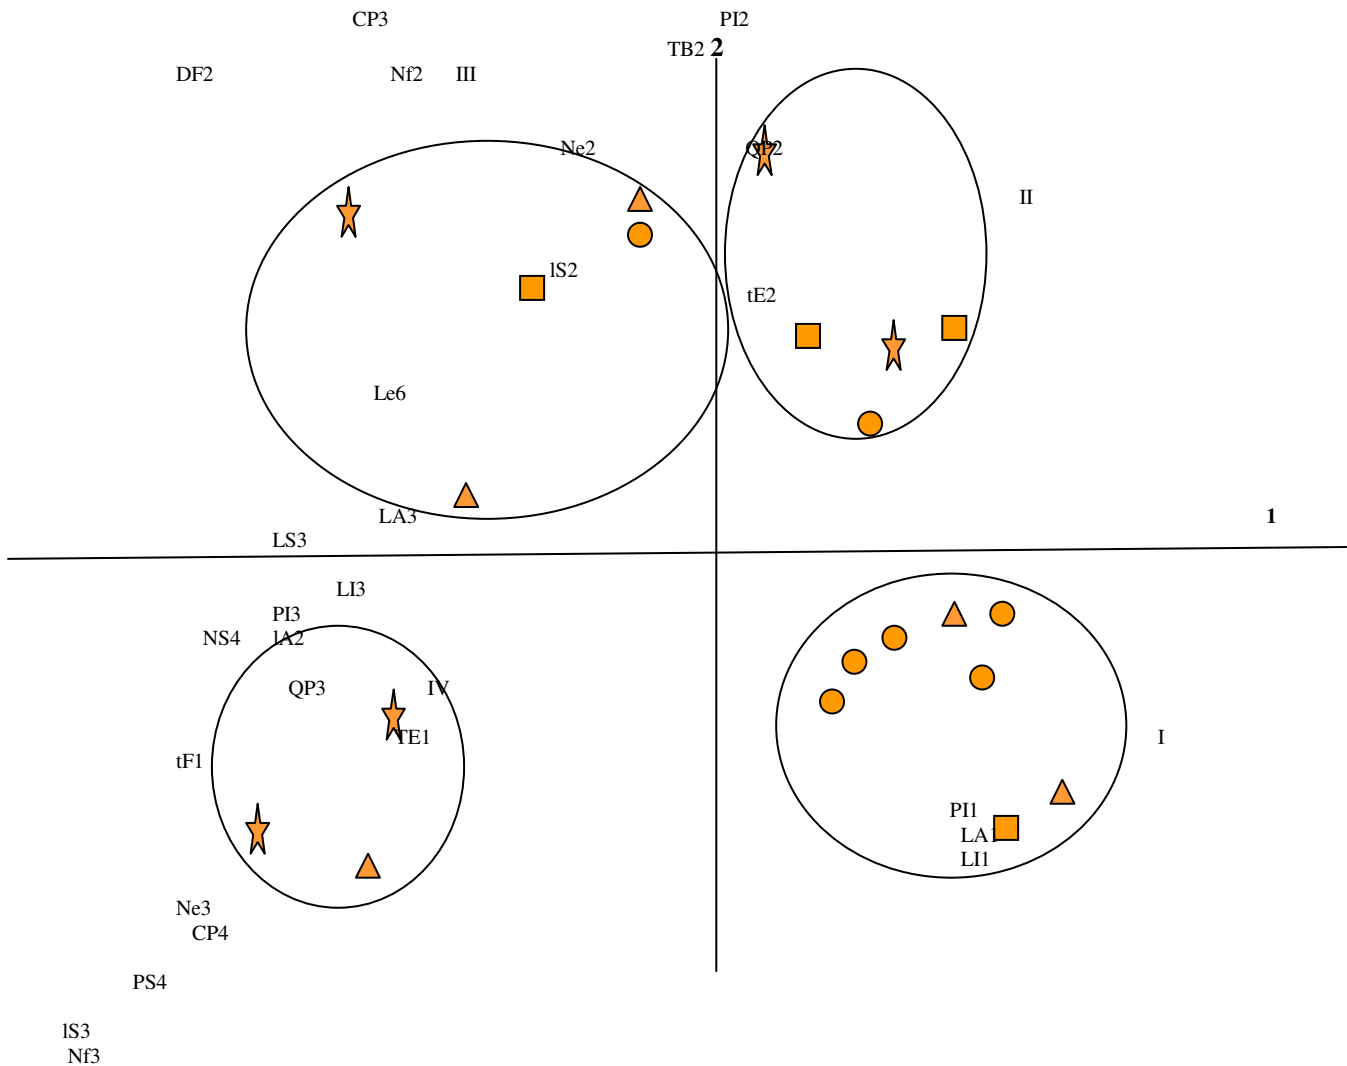 CP3 PI2
TB2 2
DF2 Nf2 III
Ne2 QP2
II
lS2
tE2
Le6
LA3 1
LS3
LI3
PI3
NS4 lA2
QP3 IV
TE1 I
tF1
PI1
LA1
LI1
Ne3
CP4
PS4
lS3
Nf3